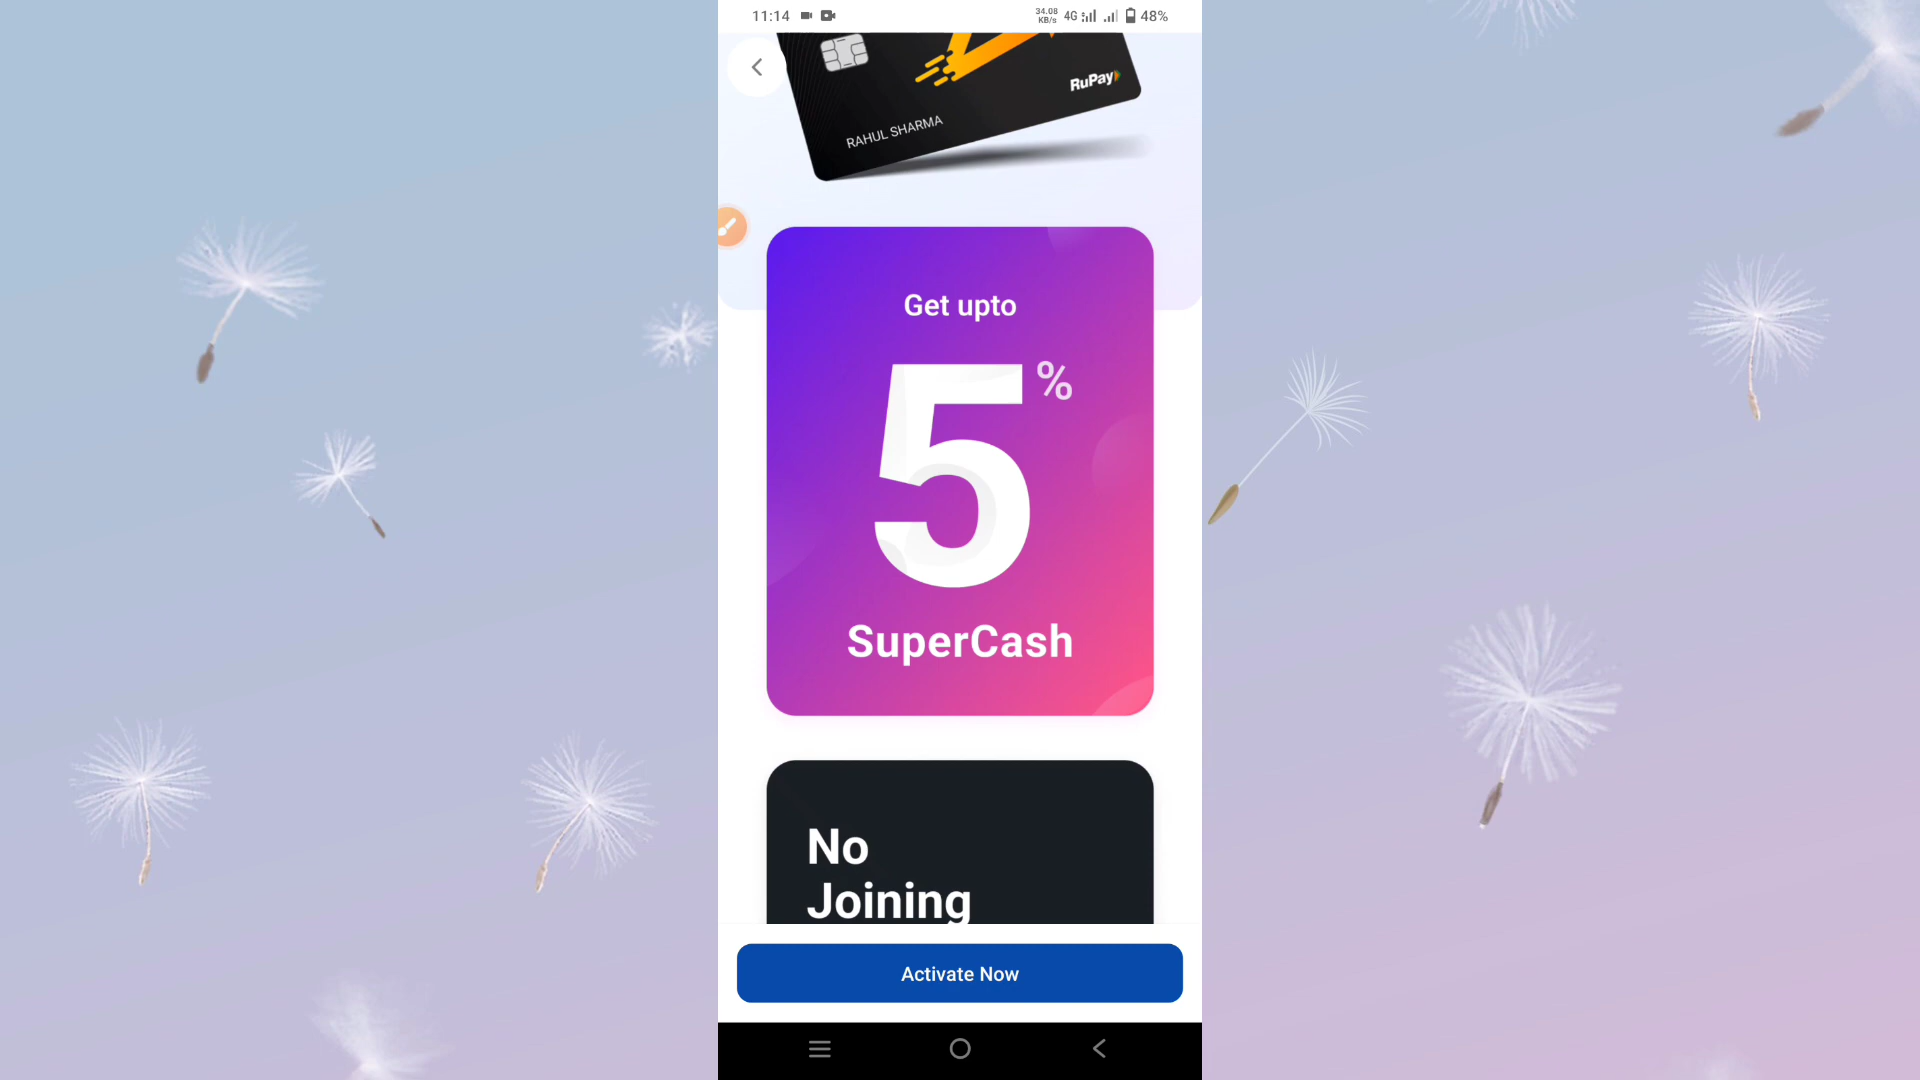 11:14
34.08
KB/s
4G
48%
RuPay
RAHUL SHARMA
Get upto
5%
SuperCash
No
Joining
Activate Now